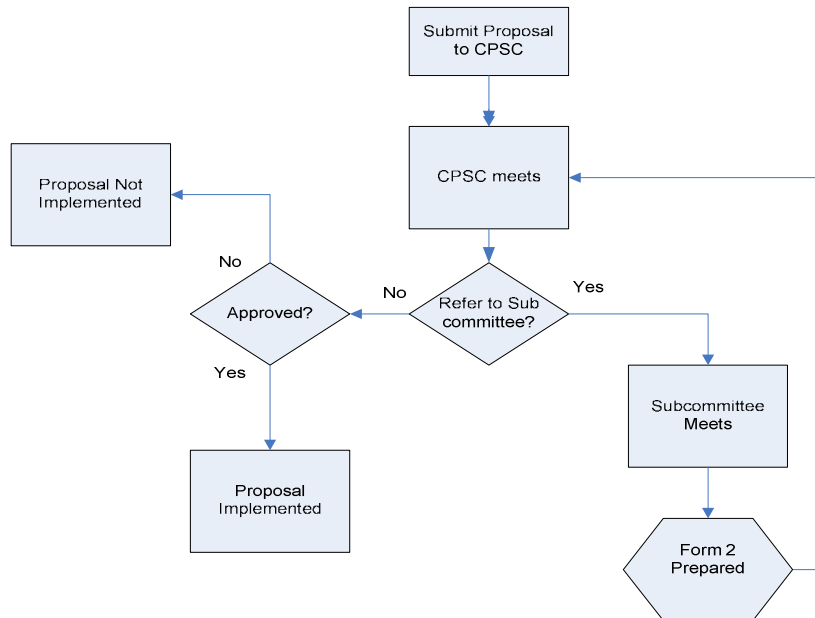 Submit Proposal
to CPSC
CPSC meets
Proposal Not
Implemented
No
Approved?
No
Refer to Sub
committee?
Yes
Yes
Subcommittee
Meets
Proposal
Implemented
Form 2
Prepared